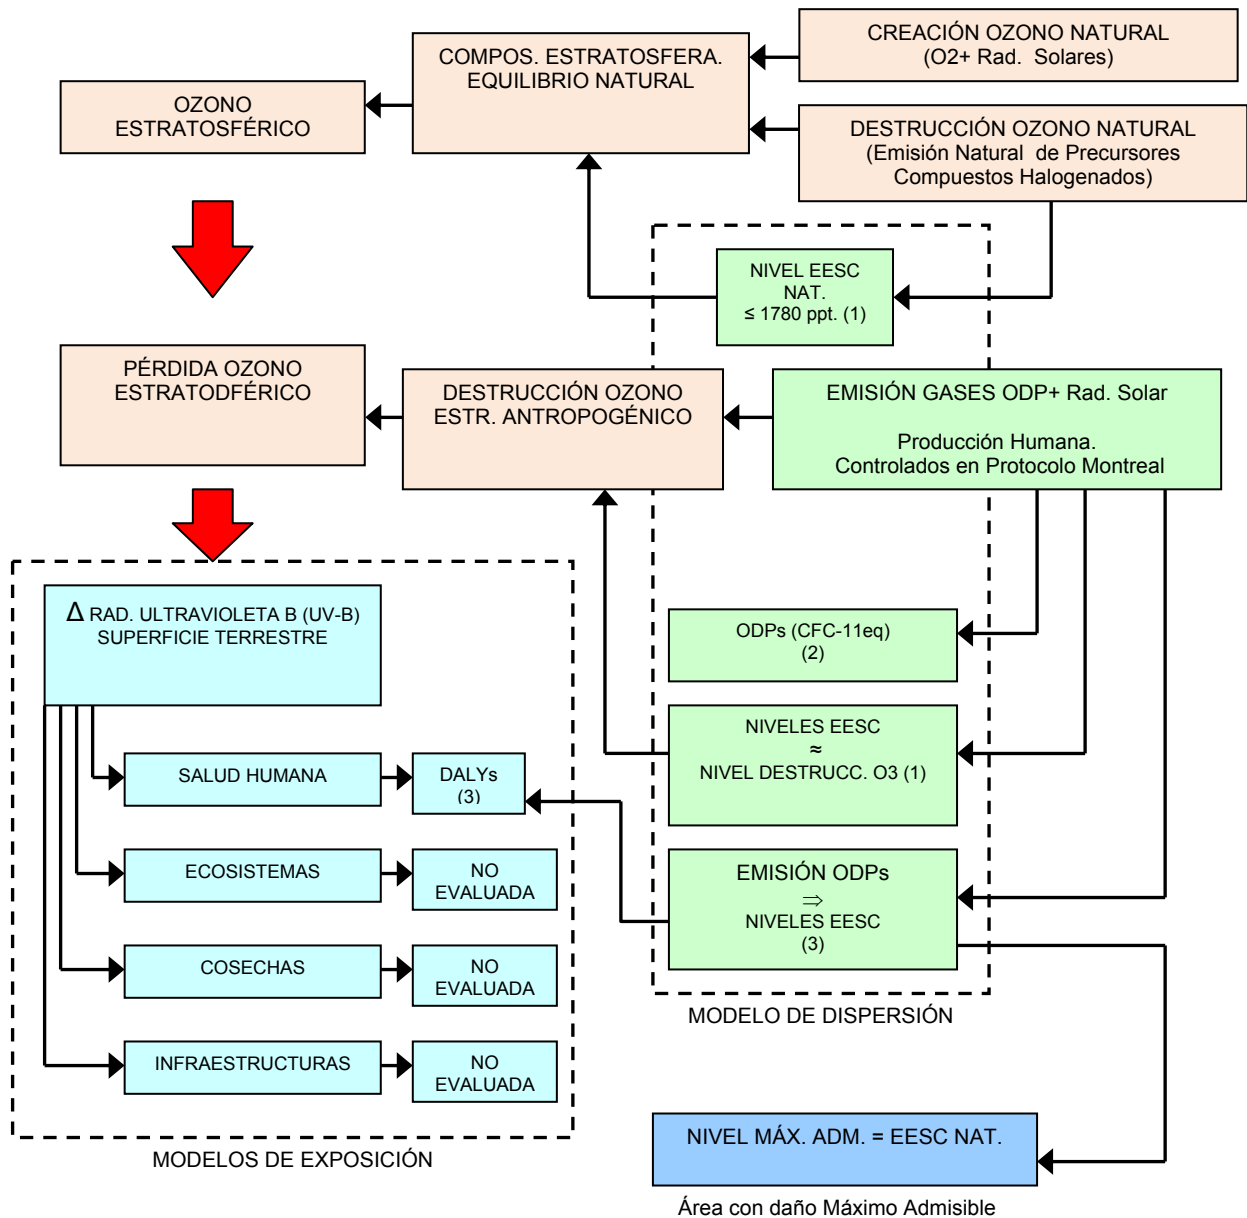 CREACIÓN OZONO NATURAL
(O2+ Rad. Solares)
COMPOS. ESTRATOSFERA.
EQUILIBRIO NATURAL
OZONO
ESTRATOSFÉRICO
DESTRUCCIÓN OZONO NATURAL
(Emisión Natural de Precursores
Compuestos Halogenados)
NIVEL EESC
NAT.
≤ 1780 ppt. (1)
PÉRDIDA OZONO
ESTRATODFÉRICO
DESTRUCCIÓN OZONO
ESTR. ANTROPOGÉNICO
EMISIÓN GASES ODP+ Rad. Solar
Producción Humana.
Controlados en Protocolo Montreal
Δ RAD. ULTRAVIOLETA B (UV-B)
SUPERFICIE TERRESTRE
ODPs (CFC-11eq)
(2)
NIVELES EESC
≈
NIVEL DESTRUCC. O3 (1)
SALUD HUMANA
DALYs
(3)
ECOSISTEMAS
NO
EVALUADA
EMISIÓN ODPs
⇒
NIVELES EESC
(3)
COSECHAS
NO
EVALUADA
MODELO DE DISPERSIÓN
INFRAESTRUCTURAS
NO
EVALUADA
MODELOS DE EXPOSICIÓN
NIVEL MÁX. ADM. = EESC NAT.
Área con daño Máximo Admisible